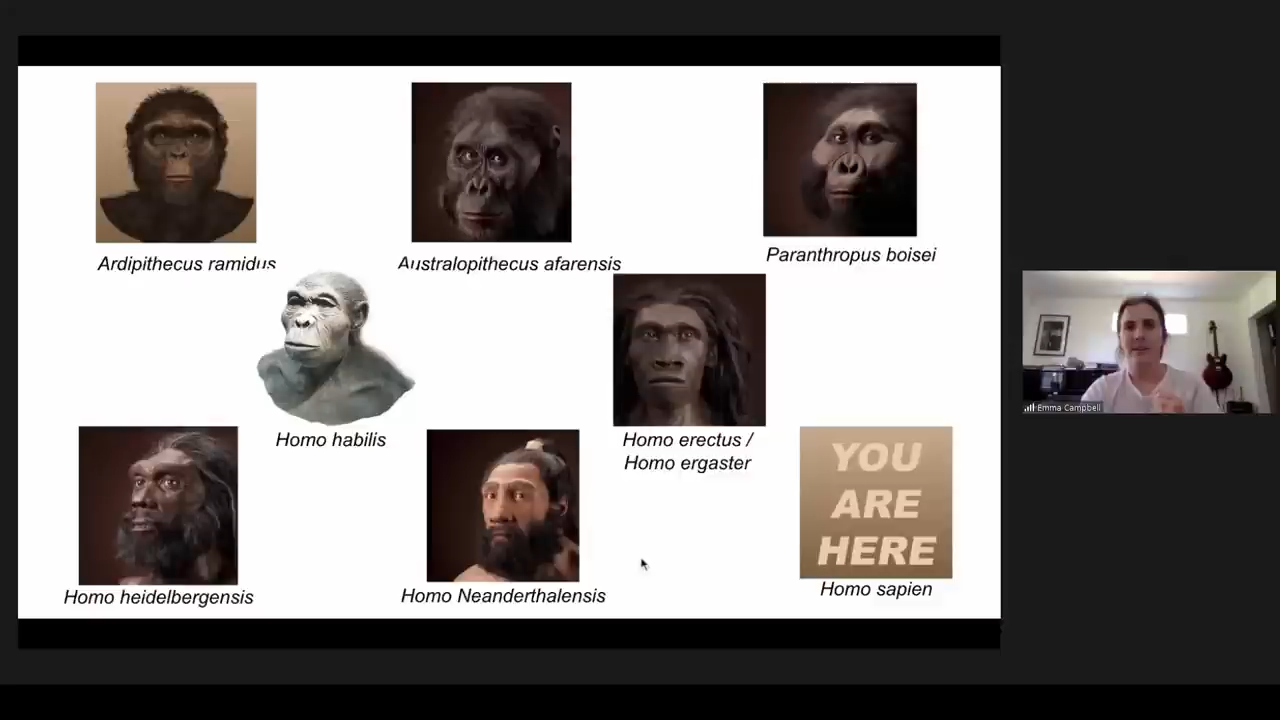 Ardipithecus ramidus
Australopithecus afarensis
Paranthropus boisei
Homo habilis
Homo erectus /
Homo ergaster
YOU
ARE
HERE
Homo heidelbergensis
Homo Neanderthalensis
Homo sapien
Emma Campbell